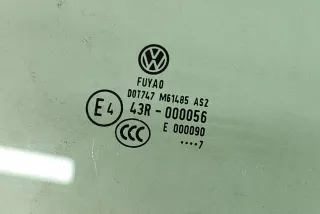 FUYAO
DOT747 M61485 AS2
E4 43R-000056
CCC E 000090
....7